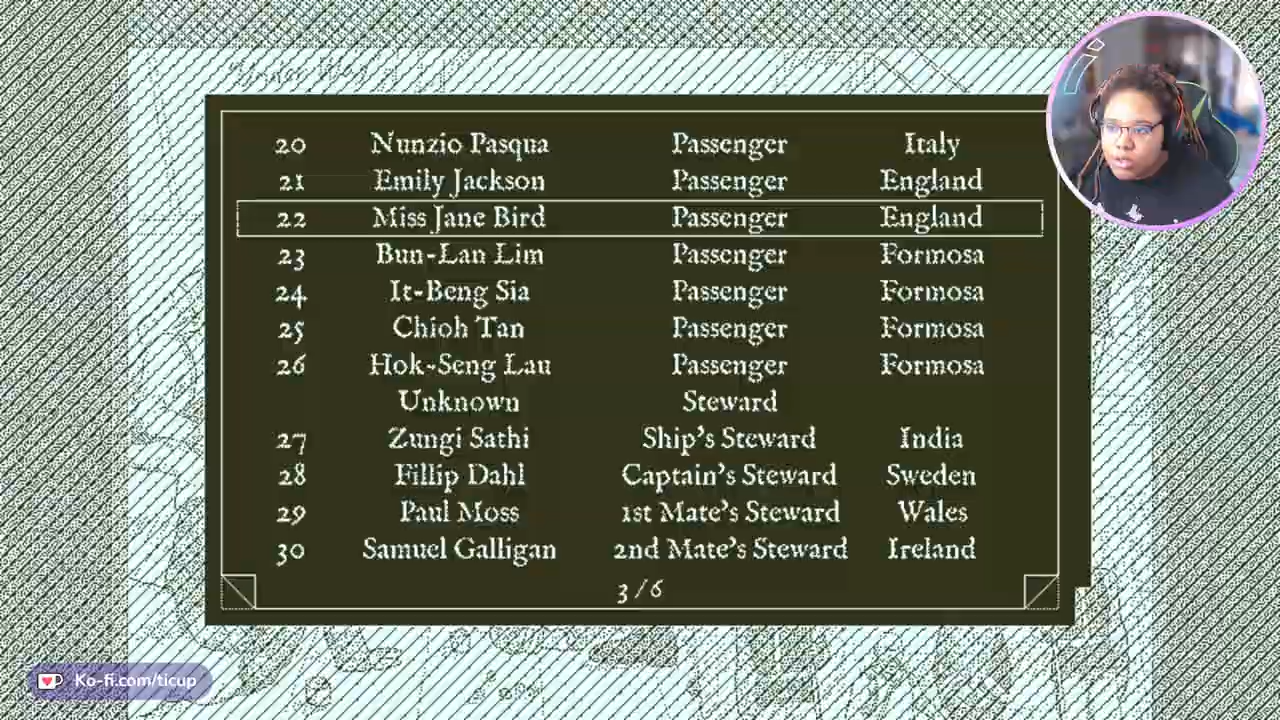 20 Nunzio Pasqua Passenger Italy
21 Emily Jackson Passenger England
22 Miss Jane Bird Passenger England
23 Bun-Lan Lim Passenger Formosa
24 It-Beng Sia Passenger Formosa
25 Chioh Tan Passenger Formosa
26 Hok-Seng Lau Passenger Formosa
Unknown Steward
27 Zungi Sathi Ship's Steward India
28 Fillip Dahl Captain's Steward Sweden
29 Paul Moss 1st Mate's Steward Wales
30 Samuel Galligan 2nd Mate's Steward Ireland
3/6
Ko-fi.com/ticup